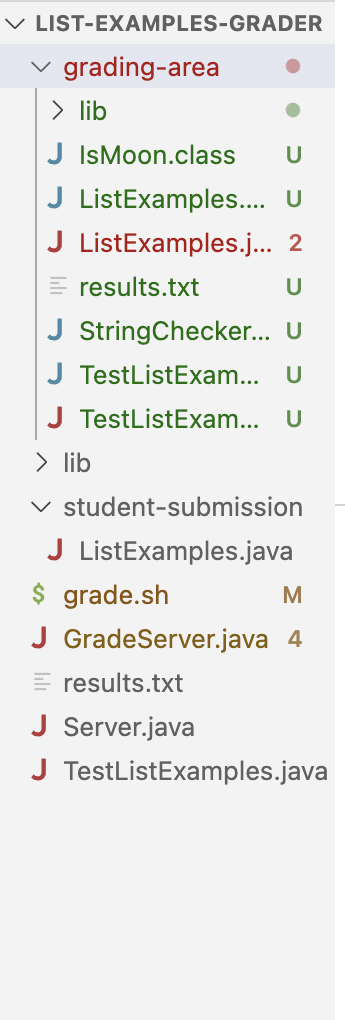 LIST-EXAMPLES-GRADER
grading-area
lib
J IsMoon.class U
J ListExamples.... U
J ListExamples.j... 2
results.txt U
J StringChecker... U
J TestListExam... U
J TestListExam... U
lib
student-submission
J ListExamples.java
$ grade.sh M
J GradeServer.java 4
results.txt
J Server.java
J TestListExamples.java